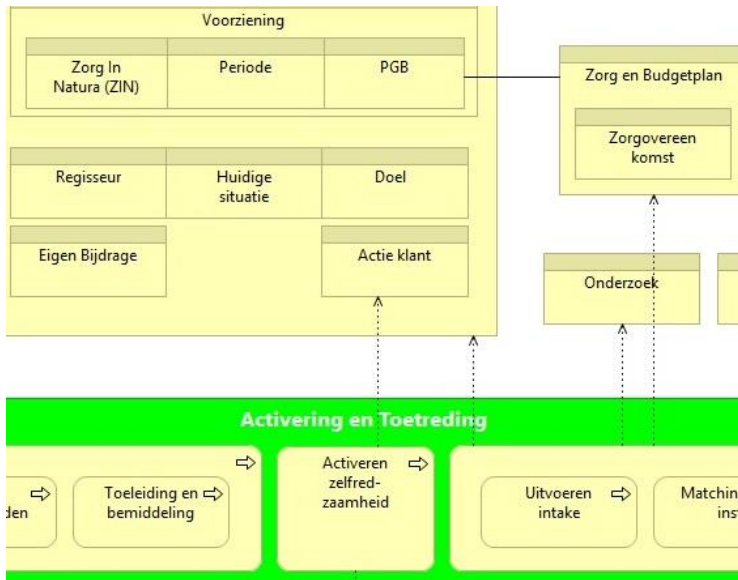 Voorziening
Zorg In
Natura (ZIN)
Periode
PGB
Zorg en Budgetplan
Zorgovereen
komst
Regisseur
Huidige
situatie
Doel
Eigen Bijdrage
Actie klant
Onderzoek
Activering en Toetreding
den
Toeleiding en
bemiddeling
Activeren
zelfred-
zaamheid
Uitvoeren
intake
Matchin
ins